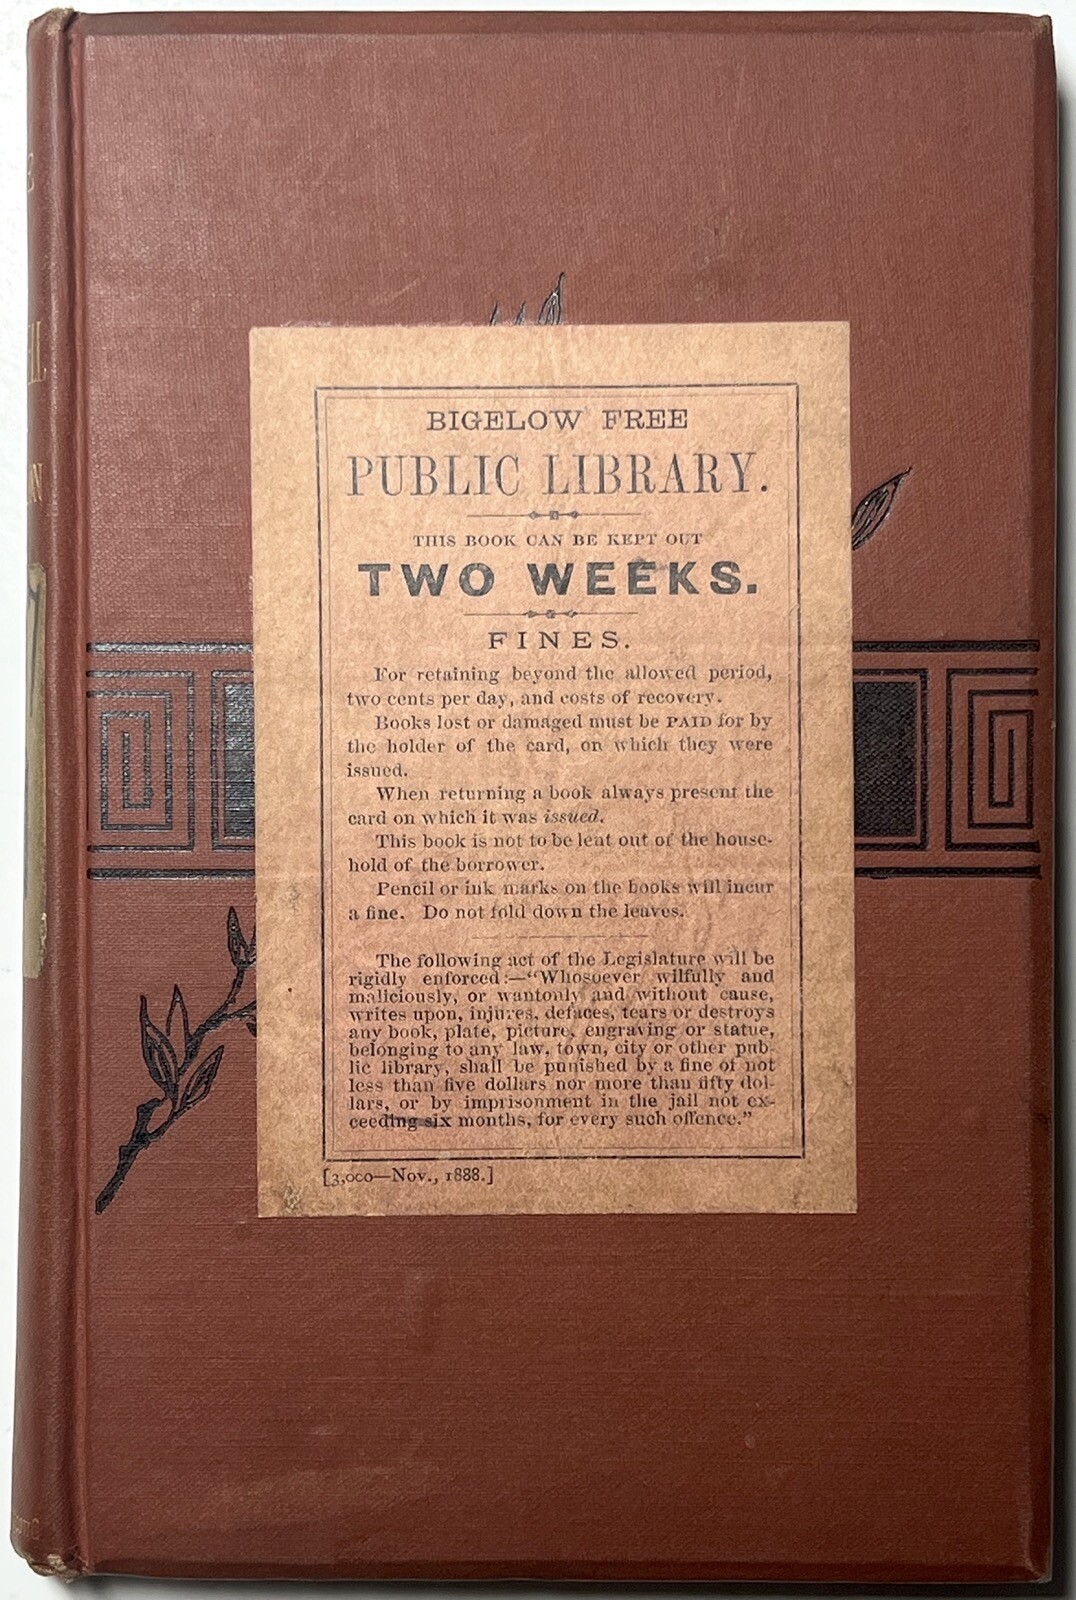 BIGELOW FREE
PUBLIC LIBRARY.
THIS BOOK CAN BE KEPT OUT
TWO WEEKS.
FINES.
For retaining beyond the allowed period,
two cents per day, and costs of recovery.
Books lost or damaged must be PAID for by
the holder of the card, on which they were
issued.
When returning a book always present the
card on which it was issued.
This book is not to be lent out of the house-
hold of the borrower.
Pencil or ink marks on the books will incur
a fine. Do not fold down the leaves.
The following act of the Legislature will be
rigidly enforced:—“Whosoever wilfully and
maliciously, or wantonly and without cause,
writes upon, injures, defaces, tears or destroys
any book, plate, picture, engraving or statue,
belonging to any law, town, city or other pub-
lic library, shall be punished by a fine of not
less than five dollars nor more than fifty dol-
lars, or by imprisonment in the jail not ex-
ceeding six months, for every such offence.”
[3,000—Nov., 1888.]